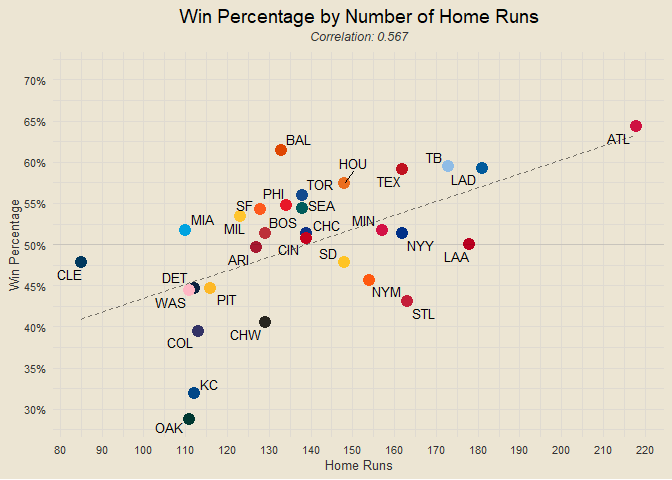 Win Percentage by Number of Home Runs
Correlation: 0.567
70%
65%
ATL
BAL
60%
HOU
TB
TEX
LAD
55%
PHI
TOR
SF
SEA
MIA
MIL
BOS
CHC
MIN
50%
ARI
CIN
SD
NYY
LAA
CLE
45%
DET
WAS
PIT
NYM
STL
40%
COL
CHW
35%
KC
30%
OAK
Win Percentage
80 90 100 110 120 130 140 150 160 170 180 190 200 210 220
Home Runs